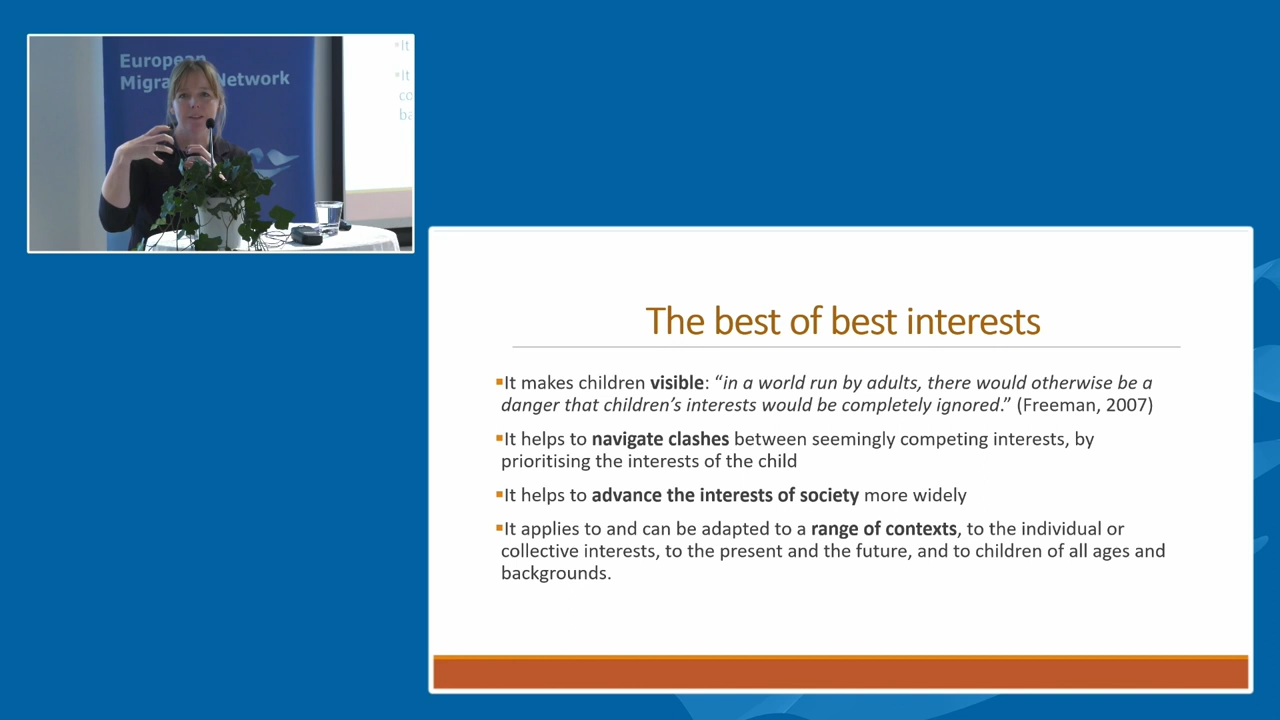 European
Migra Network
It
It
co
ba
The best of best interests
▪It makes children visible: “in a world run by adults, there would otherwise be a
danger that children’s interests would be completely ignored.” (Freeman, 2007)
▪It helps to navigate clashes between seemingly competing interests, by
prioritising the interests of the child
▪It helps to advance the interests of society more widely
▪It applies to and can be adapted to a range of contexts, to the individual or
collective interests, to the present and the future, and to children of all ages and
backgrounds.